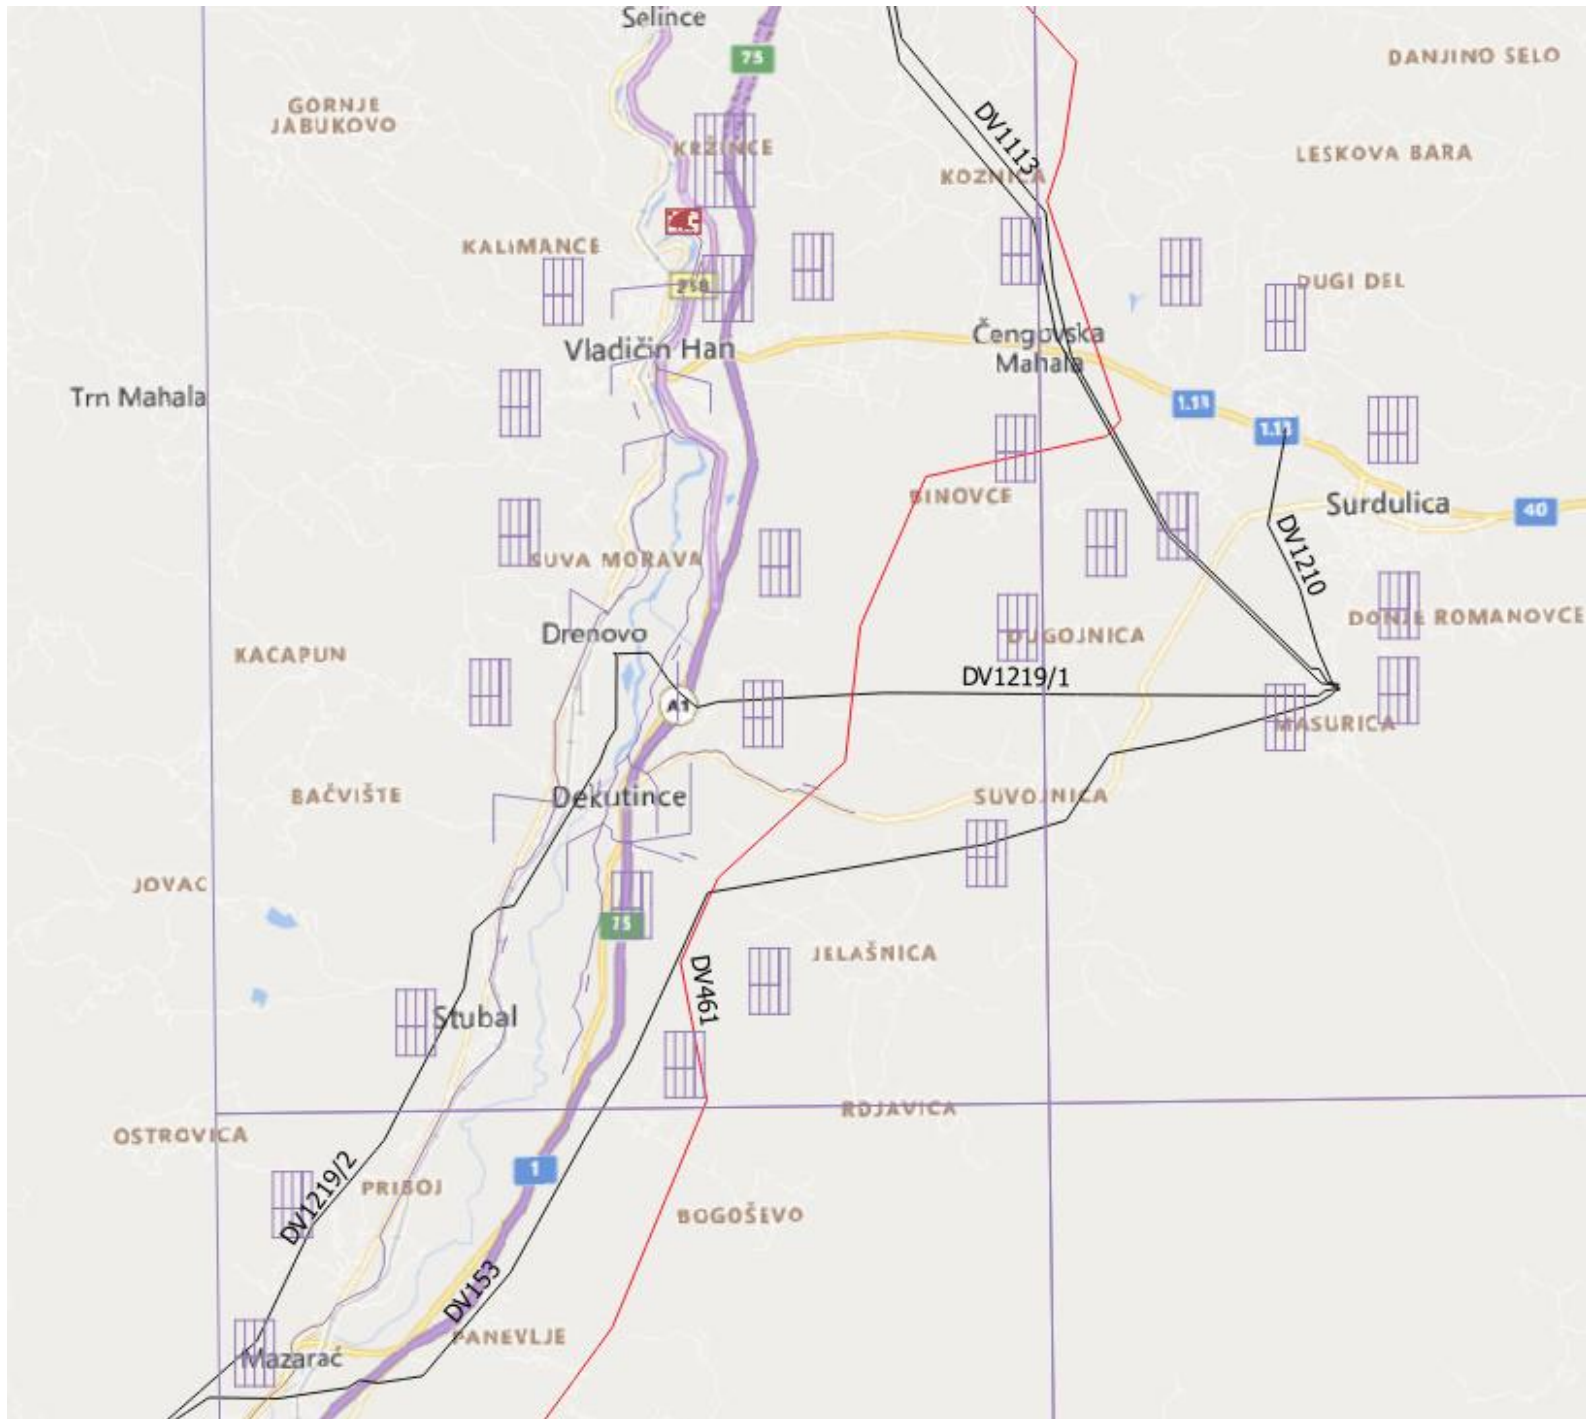 Selince
75
DANJINO SELO
GORNJE
JABUKOVO
DV1113
KRŽINCE
LESKOVA BARA
KOZNICA
KALIMANCE
258
DUGI DEL
Vladičin Han
Čengovska
Mahala
Trn Mahala
1.13
1.13
BINOVCE
Surdulica
40
SUVA MORAVA
DV1210
Drenovo
DUGOJNICA
DONJE ROMANOVCE
KACAPUN
DV1219/1
A1
MASURICA
BAČVIŠTE
Dekutince
SUVOJNICA
JOVAC
75
JELAŠNICA
DV461
Stubal
RDJAVICA
OSTROVICA
1
DV1219/2
PRIBOJ
BOGOŠEVO
DV153
PANEVLJE
Mazarać